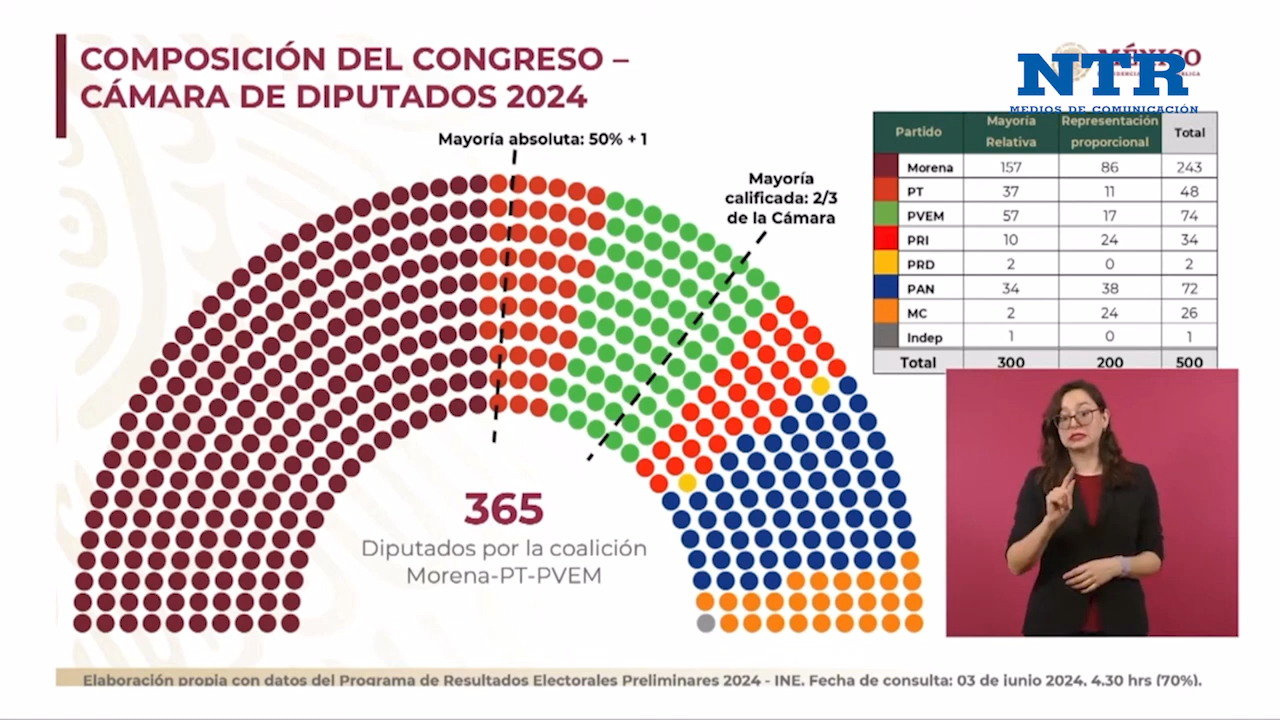 COMPOSICIÓN DEL CONGRESO –
CÁMARA DE DIPUTADOS 2024
MÉXICO
NTR
MEDIOS DE COMUNICACIÓN
Mayoría absoluta: 50% + 1
Mayoría
calificada: 2/3
de la Cámara
Partido Mayoría Relativa Representación proporcional Total
Morena 157 86 243
PT 37 11 48
PVEM 57 17 74
PRI 10 24 34
PRD 2 0 2
PAN 34 38 72
MC 2 24 26
Indep 1 0 1
Total 300 200 500
365
Diputados por la coalición
Morena-PT-PVEM
Elaboración propia con datos del Programa de Resultados Electorales Preliminares 2024 - INE. Fecha de consulta: 03 de junio 2024. 4.30 hrs (70%).